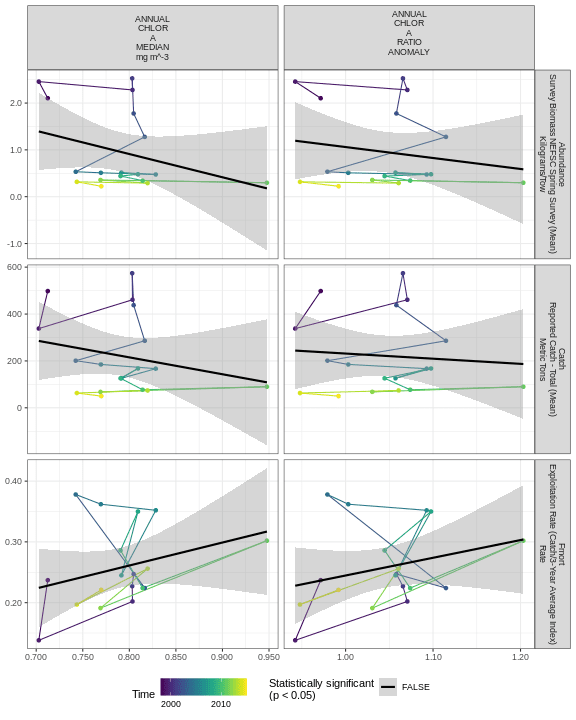 ANNUAL
CHLOR
A
MEDIAN
mg m^-3
ANNUAL
CHLOR
A
RATIO
ANOMALY
2.0
1.0
0.0
-1.0
Abundance
Survey Biomass NEFSC Spring Survey (Mean)
Kilograms/Tow
600
400
200
0
Catch
Reported Catch - Total (Mean)
Metric Tons
0.40
0.30
0.20
Fmort
Exploitation Rate (Catch/3-Year Average Index)
Rate
0.700
0.750
0.800
0.850
0.900
0.950
1.00
1.10
1.20
Time
2000
2010
Statistically significant
(p < 0.05)
FALSE